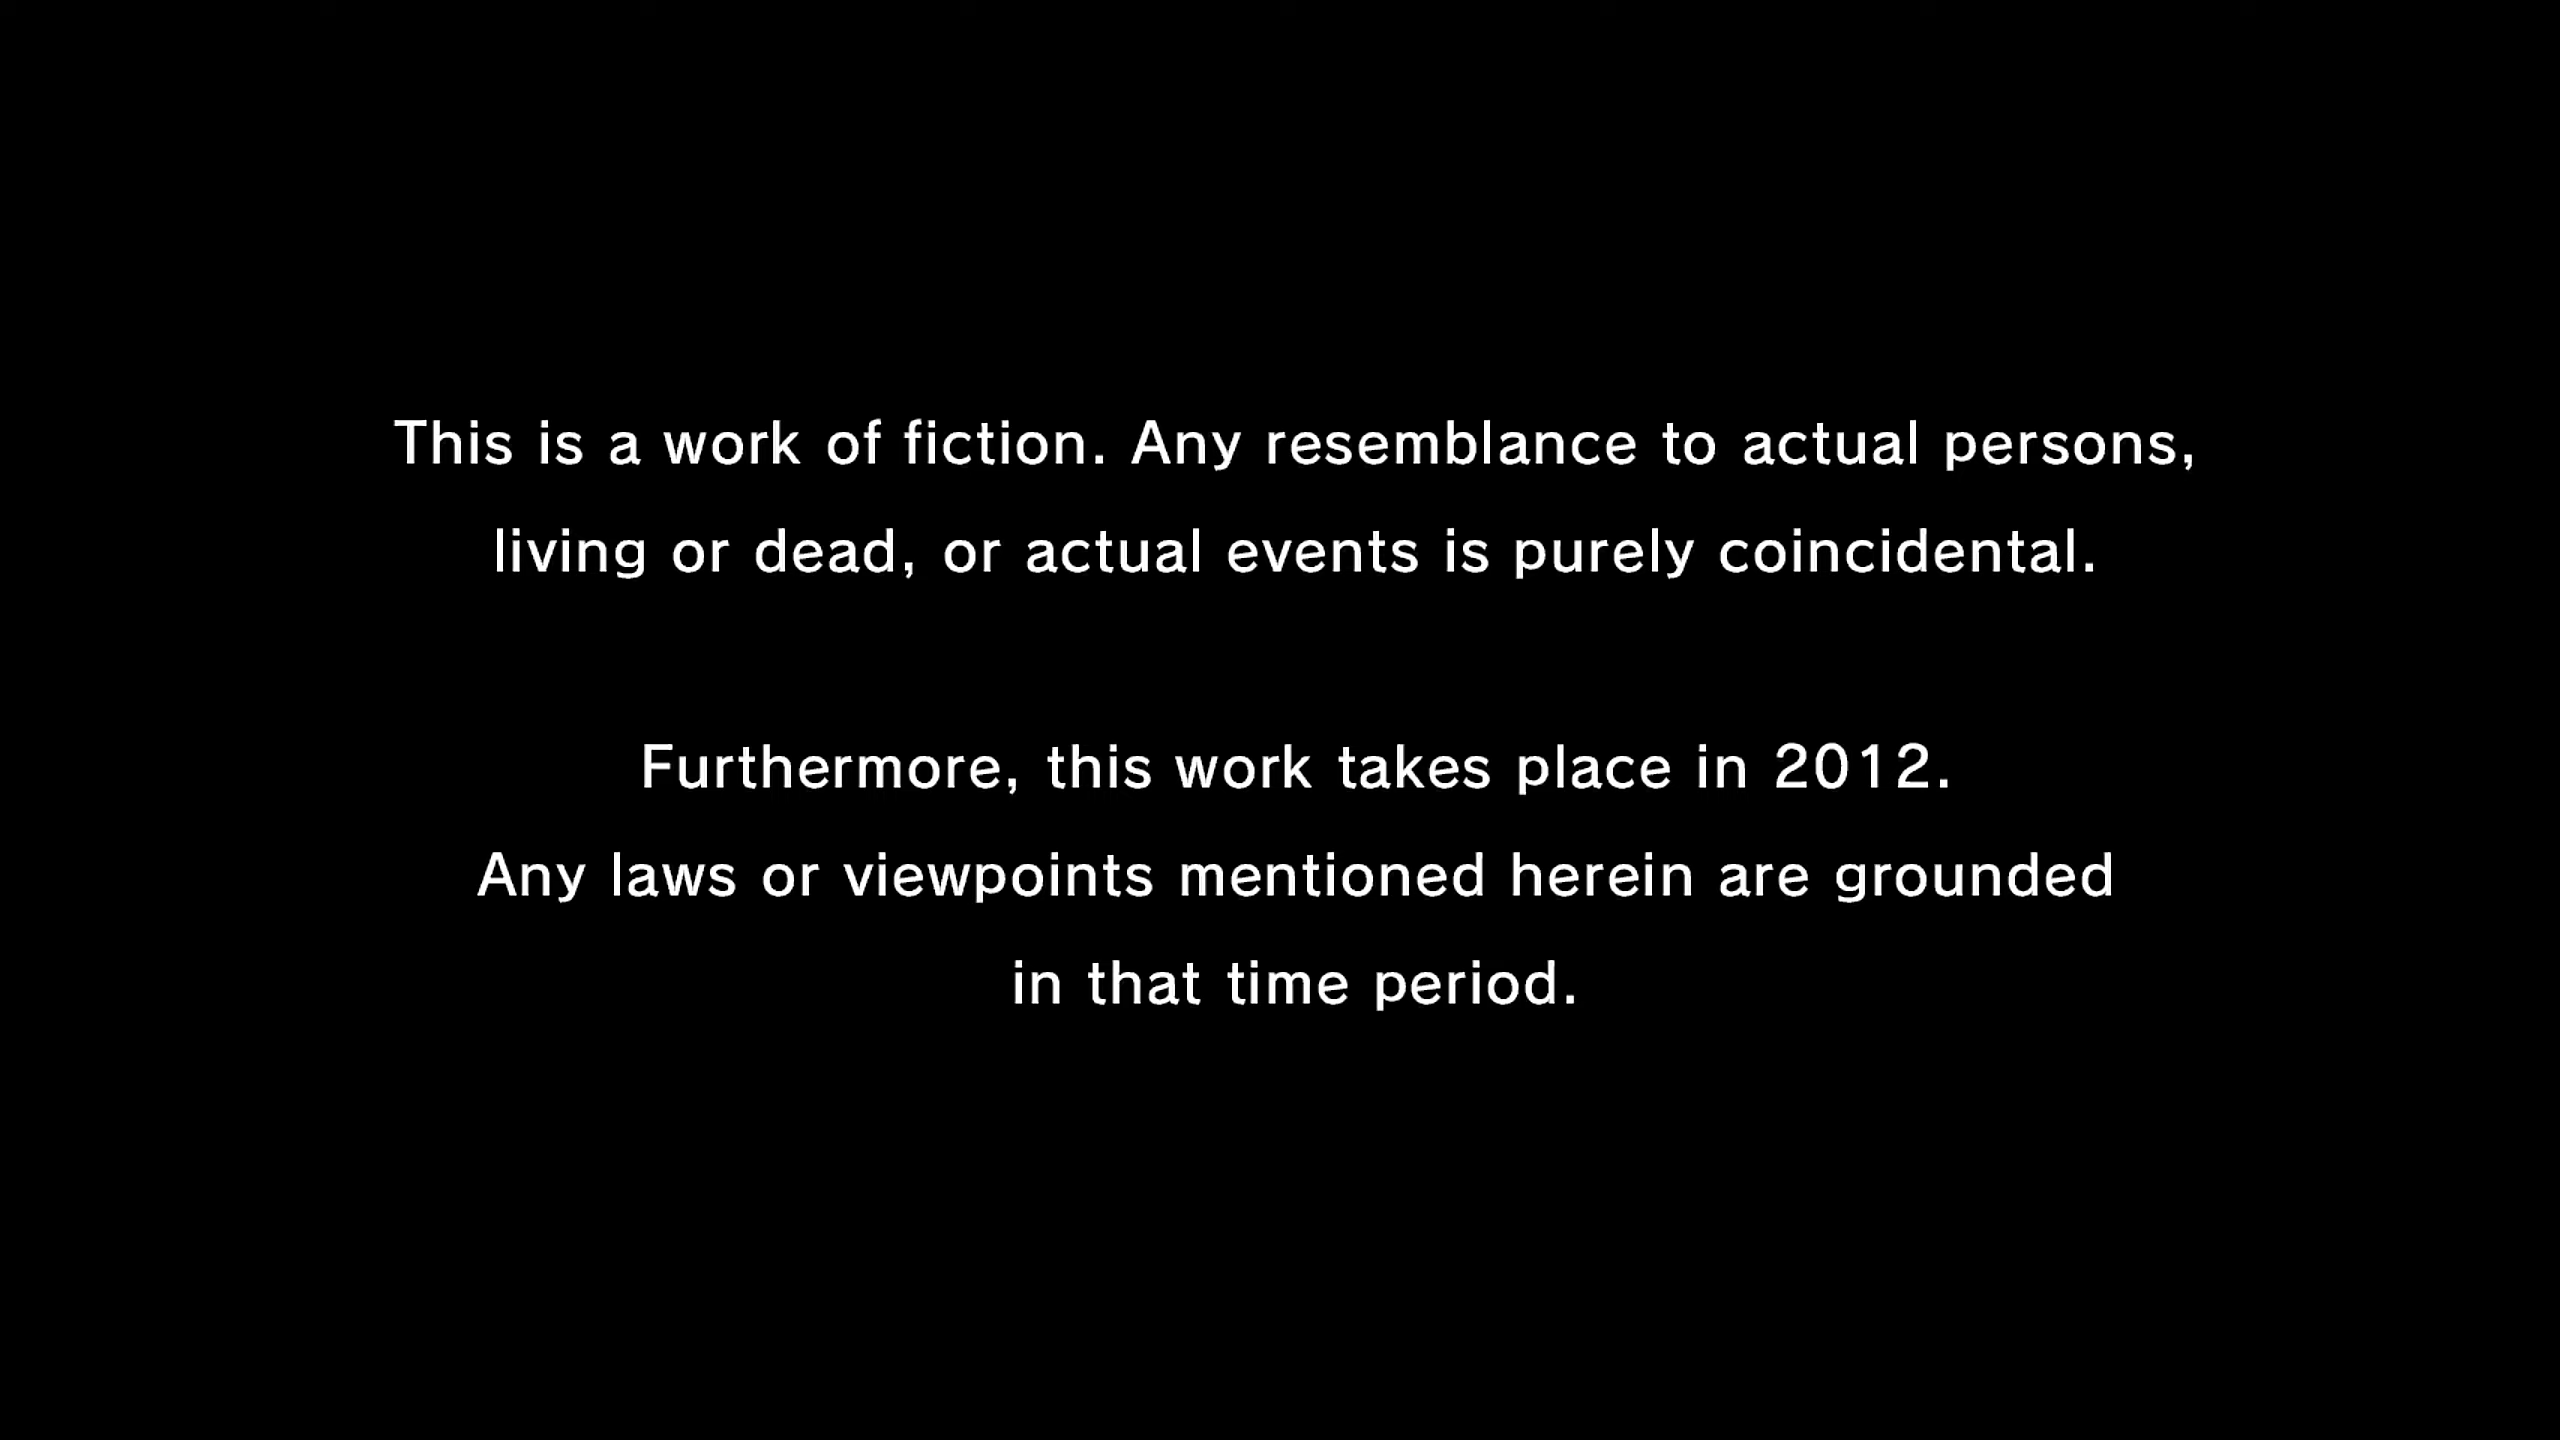 This is a work of fiction. Any resemblance to actual persons,
living or dead, or actual events is purely coincidental.
Furthermore, this work takes place in 2012.
Any laws or viewpoints mentioned herein are grounded
in that time period.